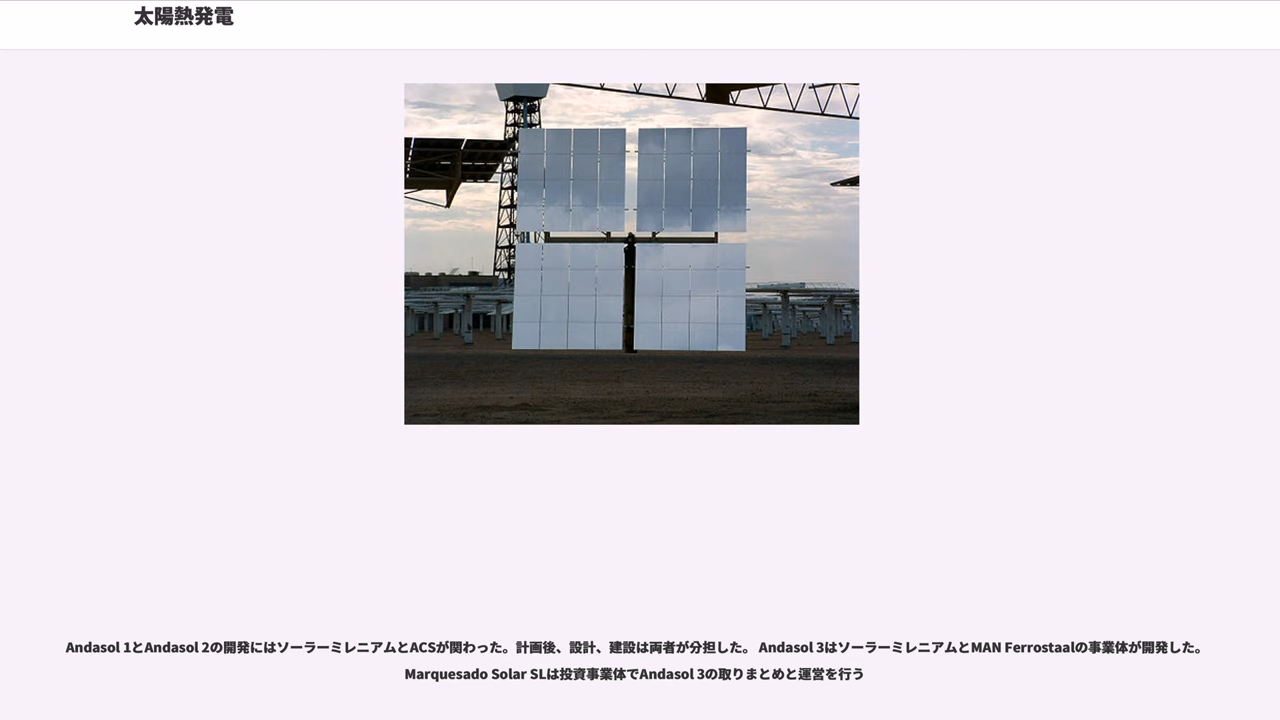 太陽熱発電
Andasol 1とAndasol 2の開発にはソーラーミレニアムとACSが関わった。計画後、設計、建設は両者が分担した。 Andasol 3はソーラーミレニアムとMAN Ferrostaalの事業体が開発した。
Marquesado Solar SLは投資事業体でAndasol 3の取りまとめと運営を行う